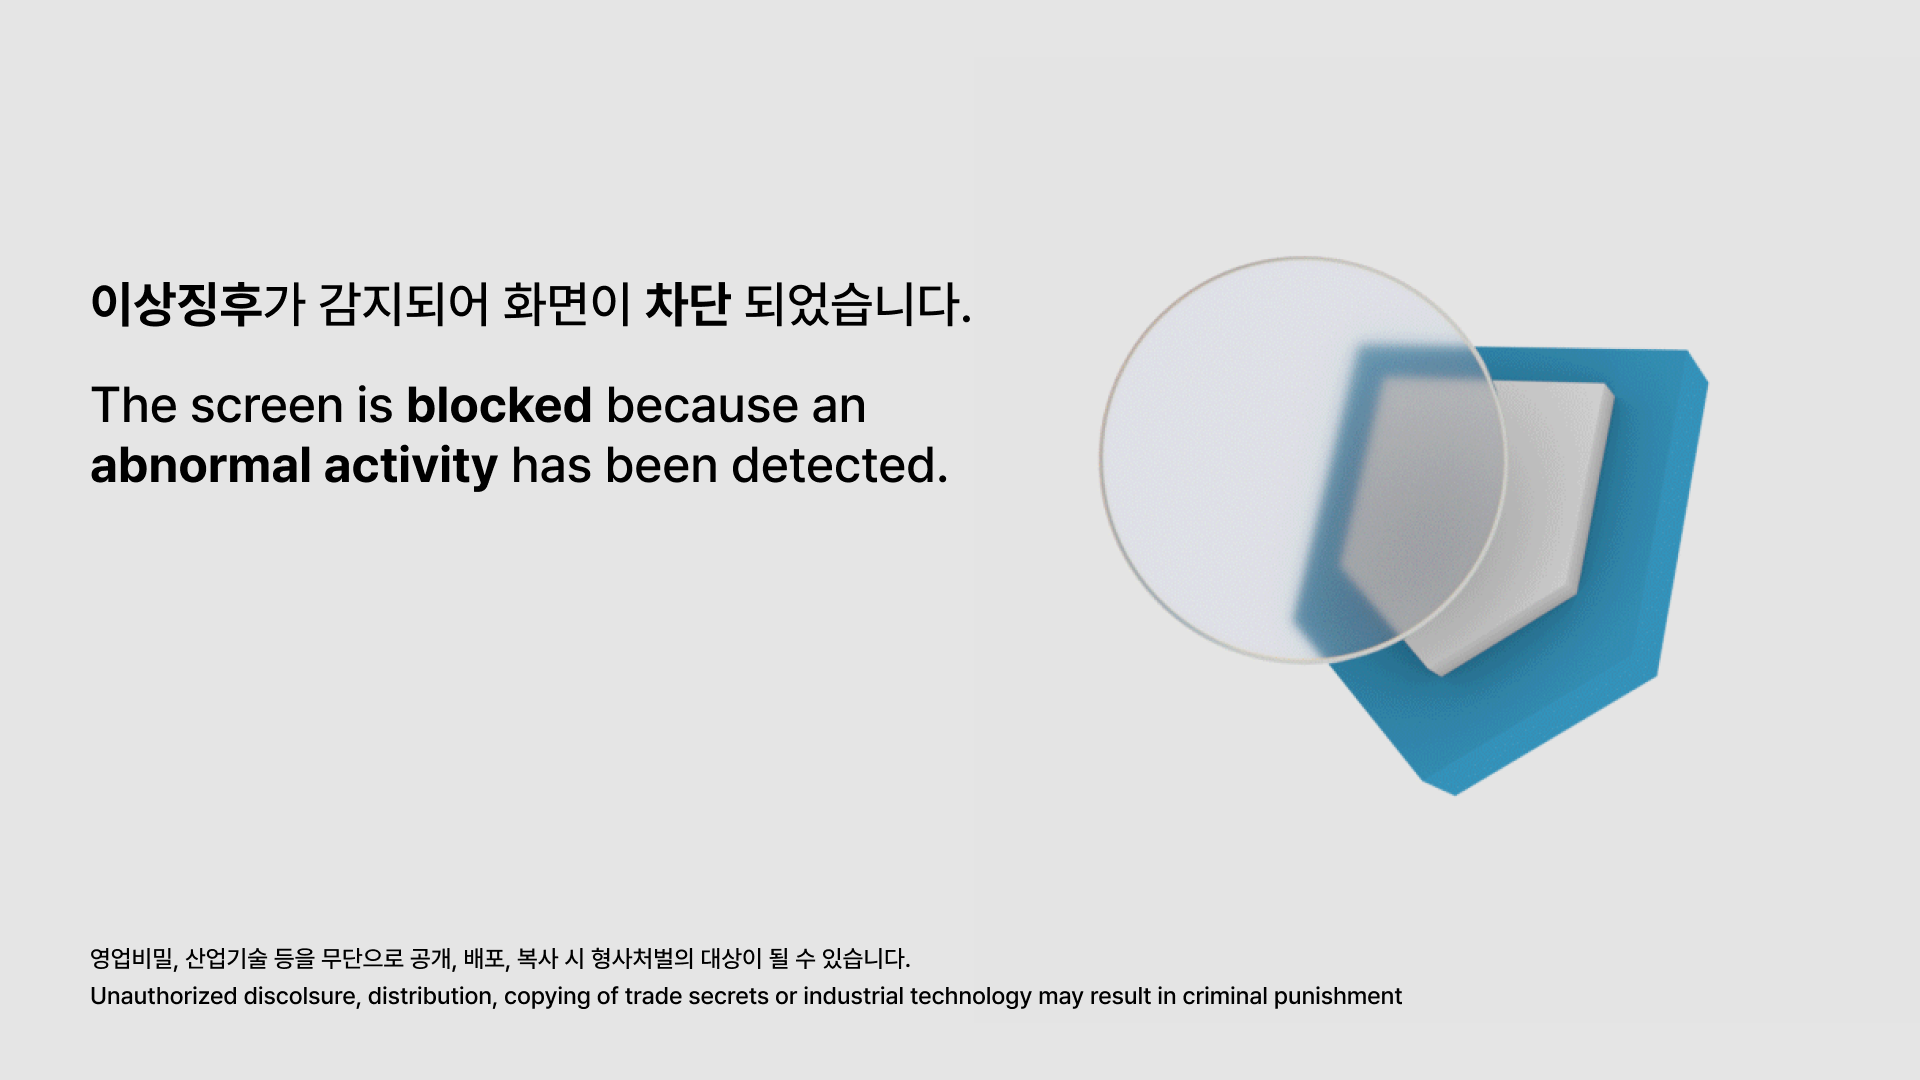 이상징후가 감지되어 화면이 차단 되었습니다.
The screen is blocked because an
abnormal activity has been detected.
영업비밀, 산업기술 등을 무단으로 공개, 배포, 복사 시 형사처벌의 대상이 될 수 있습니다.
Unauthorized discolsure, distribution, copying of trade secrets or industrial technology may result in criminal punishment